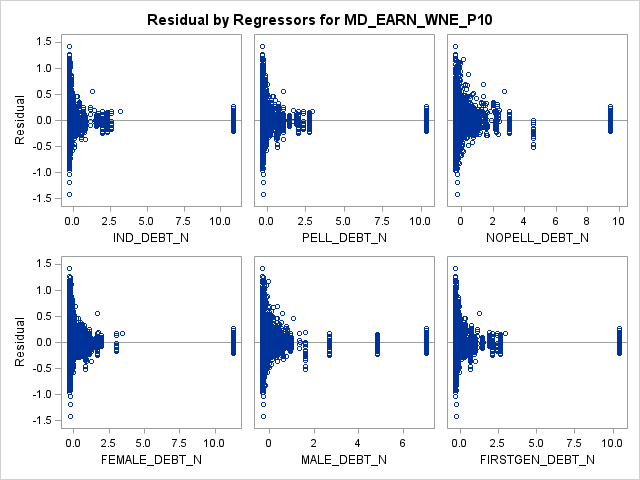 Residual by Regressors for MD_EARN_WNE_P10
1.5
1.0
0.5
0.0
-0.5
-1.0
-1.5
Residual
0.0 2.5 5.0 7.5 10.0
IND_DEBT_N
0.0 2.5 5.0 7.5 10.0
PELL_DEBT_N
0 2 4 6 8 10
NOPELL_DEBT_N
1.5
1.0
0.5
0.0
-0.5
-1.0
-1.5
Residual
0.0 2.5 5.0 7.5 10.0
FEMALE_DEBT_N
0 2 4 6
MALE_DEBT_N
0.0 2.5 5.0 7.5 10.0
FIRSTGEN_DEBT_N